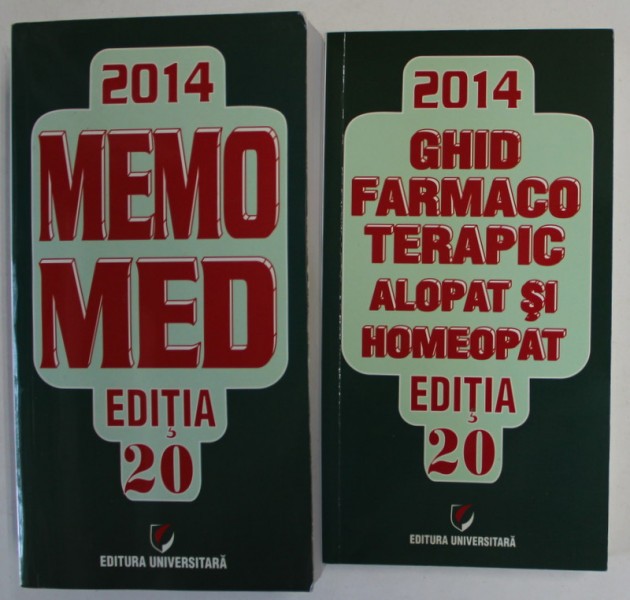 2014
MEMO
MED
EDIȚIA
20
EDITURA UNIVERSITARĂ
2014
GHID
FARMACO
TERAPIC
ALOPAT ȘI
HOMEOPAT
EDIȚIA
20
EDITURA UNIVERSITARĂ